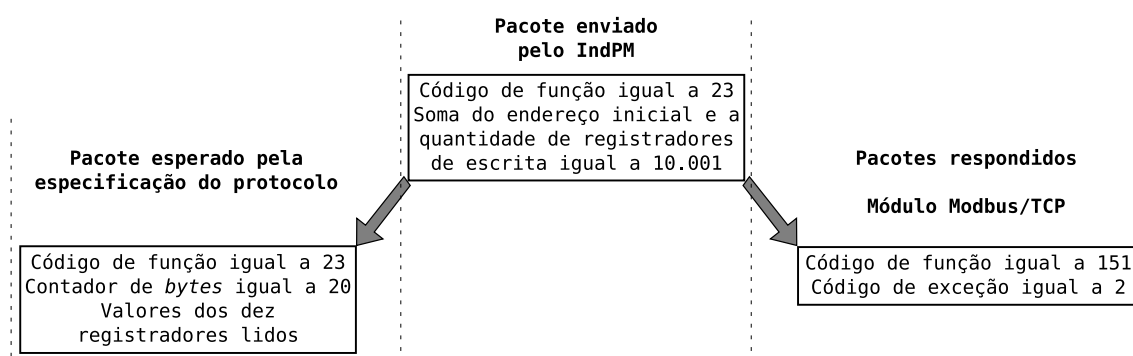 Pacote enviado
pelo IndPM
Código de função igual a 23
Soma do endereço inicial e a
quantidade de registradores
de escrita igual a 10.001
Pacote esperado pela
especificação do protocolo
Código de função igual a 23
Contador de bytes igual a 20
Valores dos dez
registradores lidos
Pacotes respondidos
Módulo Modbus/TCP
Código de função igual a 151
Código de exceção igual a 2